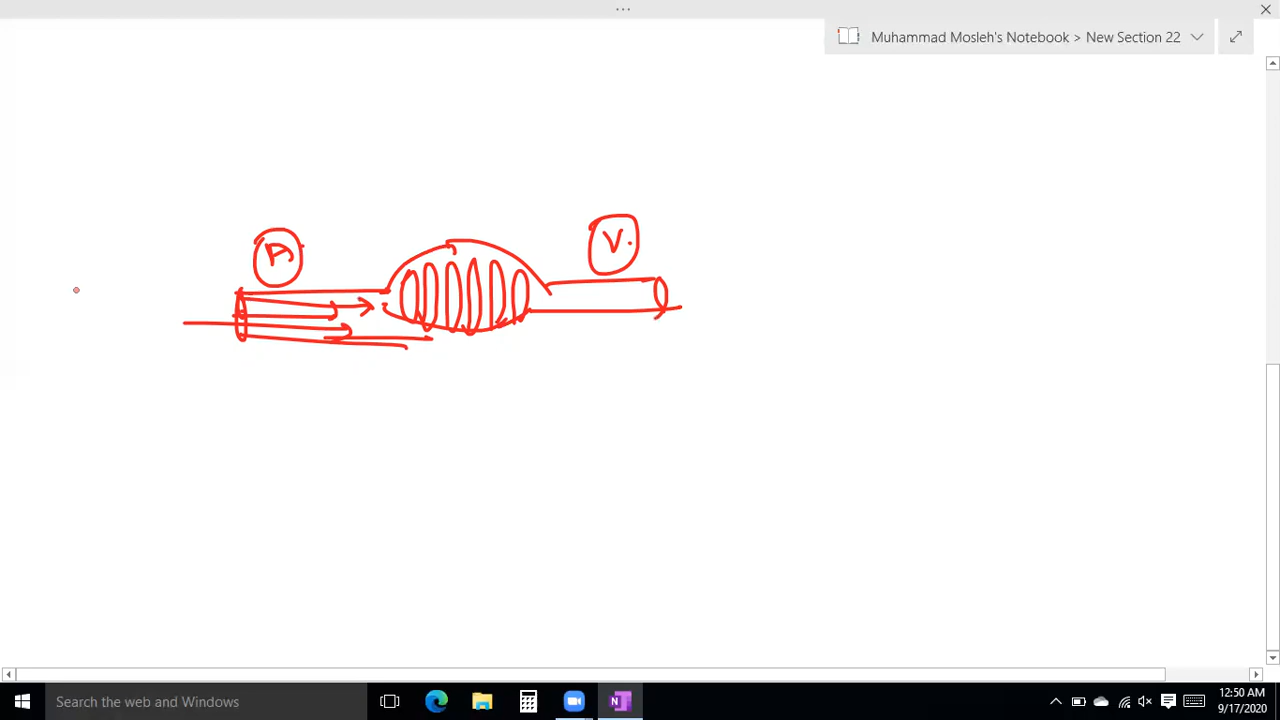 Muhammad Mosleh's Notebook > New Section 22
A
V.
Search the web and Windows
N
12:50 AM
9/17/2020